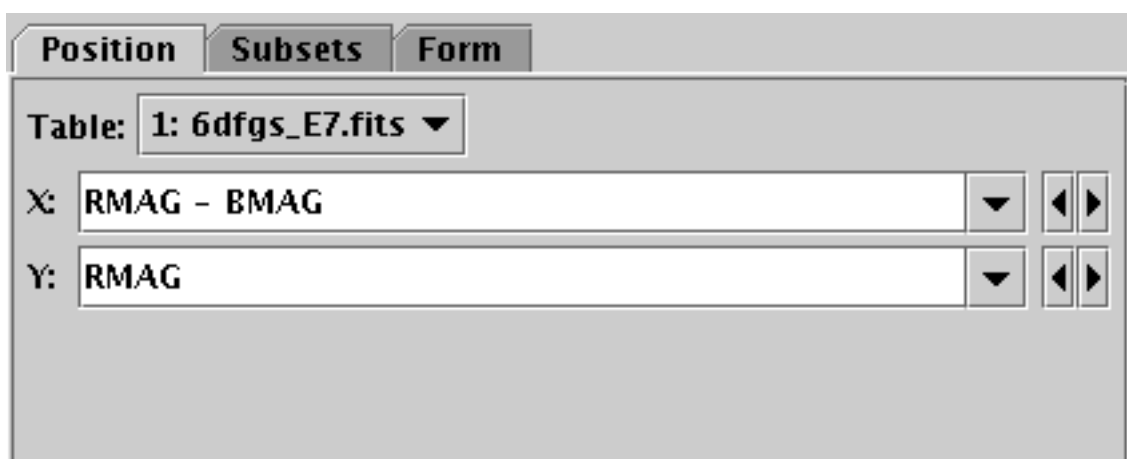 Position Subsets Form
Table: 1: 6dfgs_E7.fits
X: RMAG - BMAG
Y: RMAG